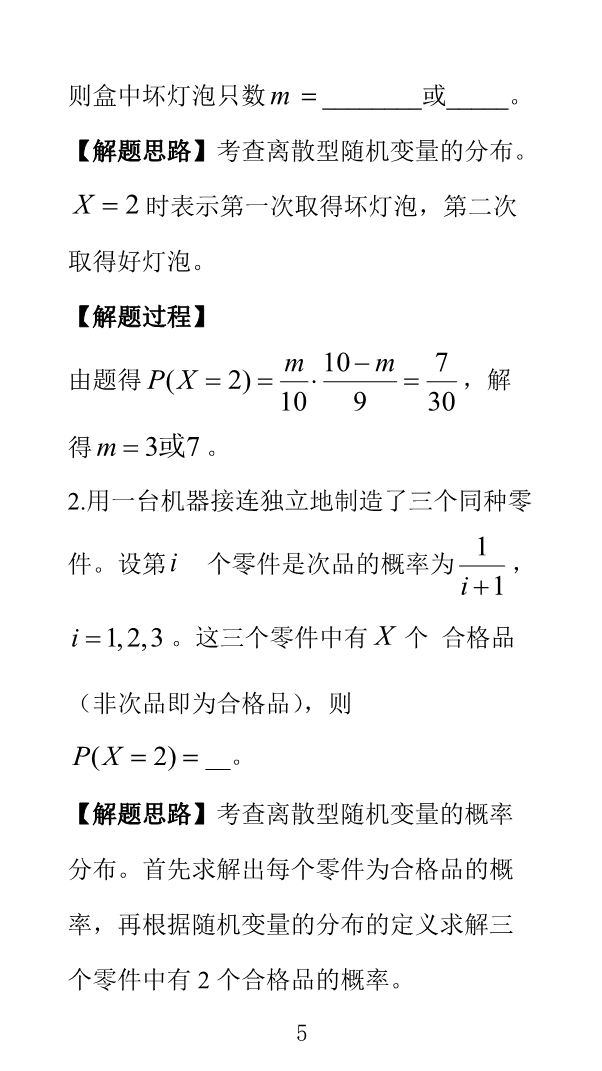 则盒中坏灯泡只数 m = ________或_____。
【解题思路】考查离散型随机变量的分布。
X = 2 时表示第一次取得坏灯泡，第二次
取得好灯泡。
【解题过程】
由题得 P(X = 2) = m/10 · (10 − m)/9 = 7/30，解
得 m = 3或7 。
2.用一台机器接连独立地制造了三个同种零
件。设第 i 个零件是次品的概率为 1/(i+1)，
i = 1, 2, 3 。这三个零件中有 X 个 合格品
（非次品即为合格品），则
P(X = 2) = __。
【解题思路】考查离散型随机变量的概率
分布。首先求解出每个零件为合格品的概
率，再根据随机变量的分布的定义求解三
个零件中有 2 个合格品的概率。
5